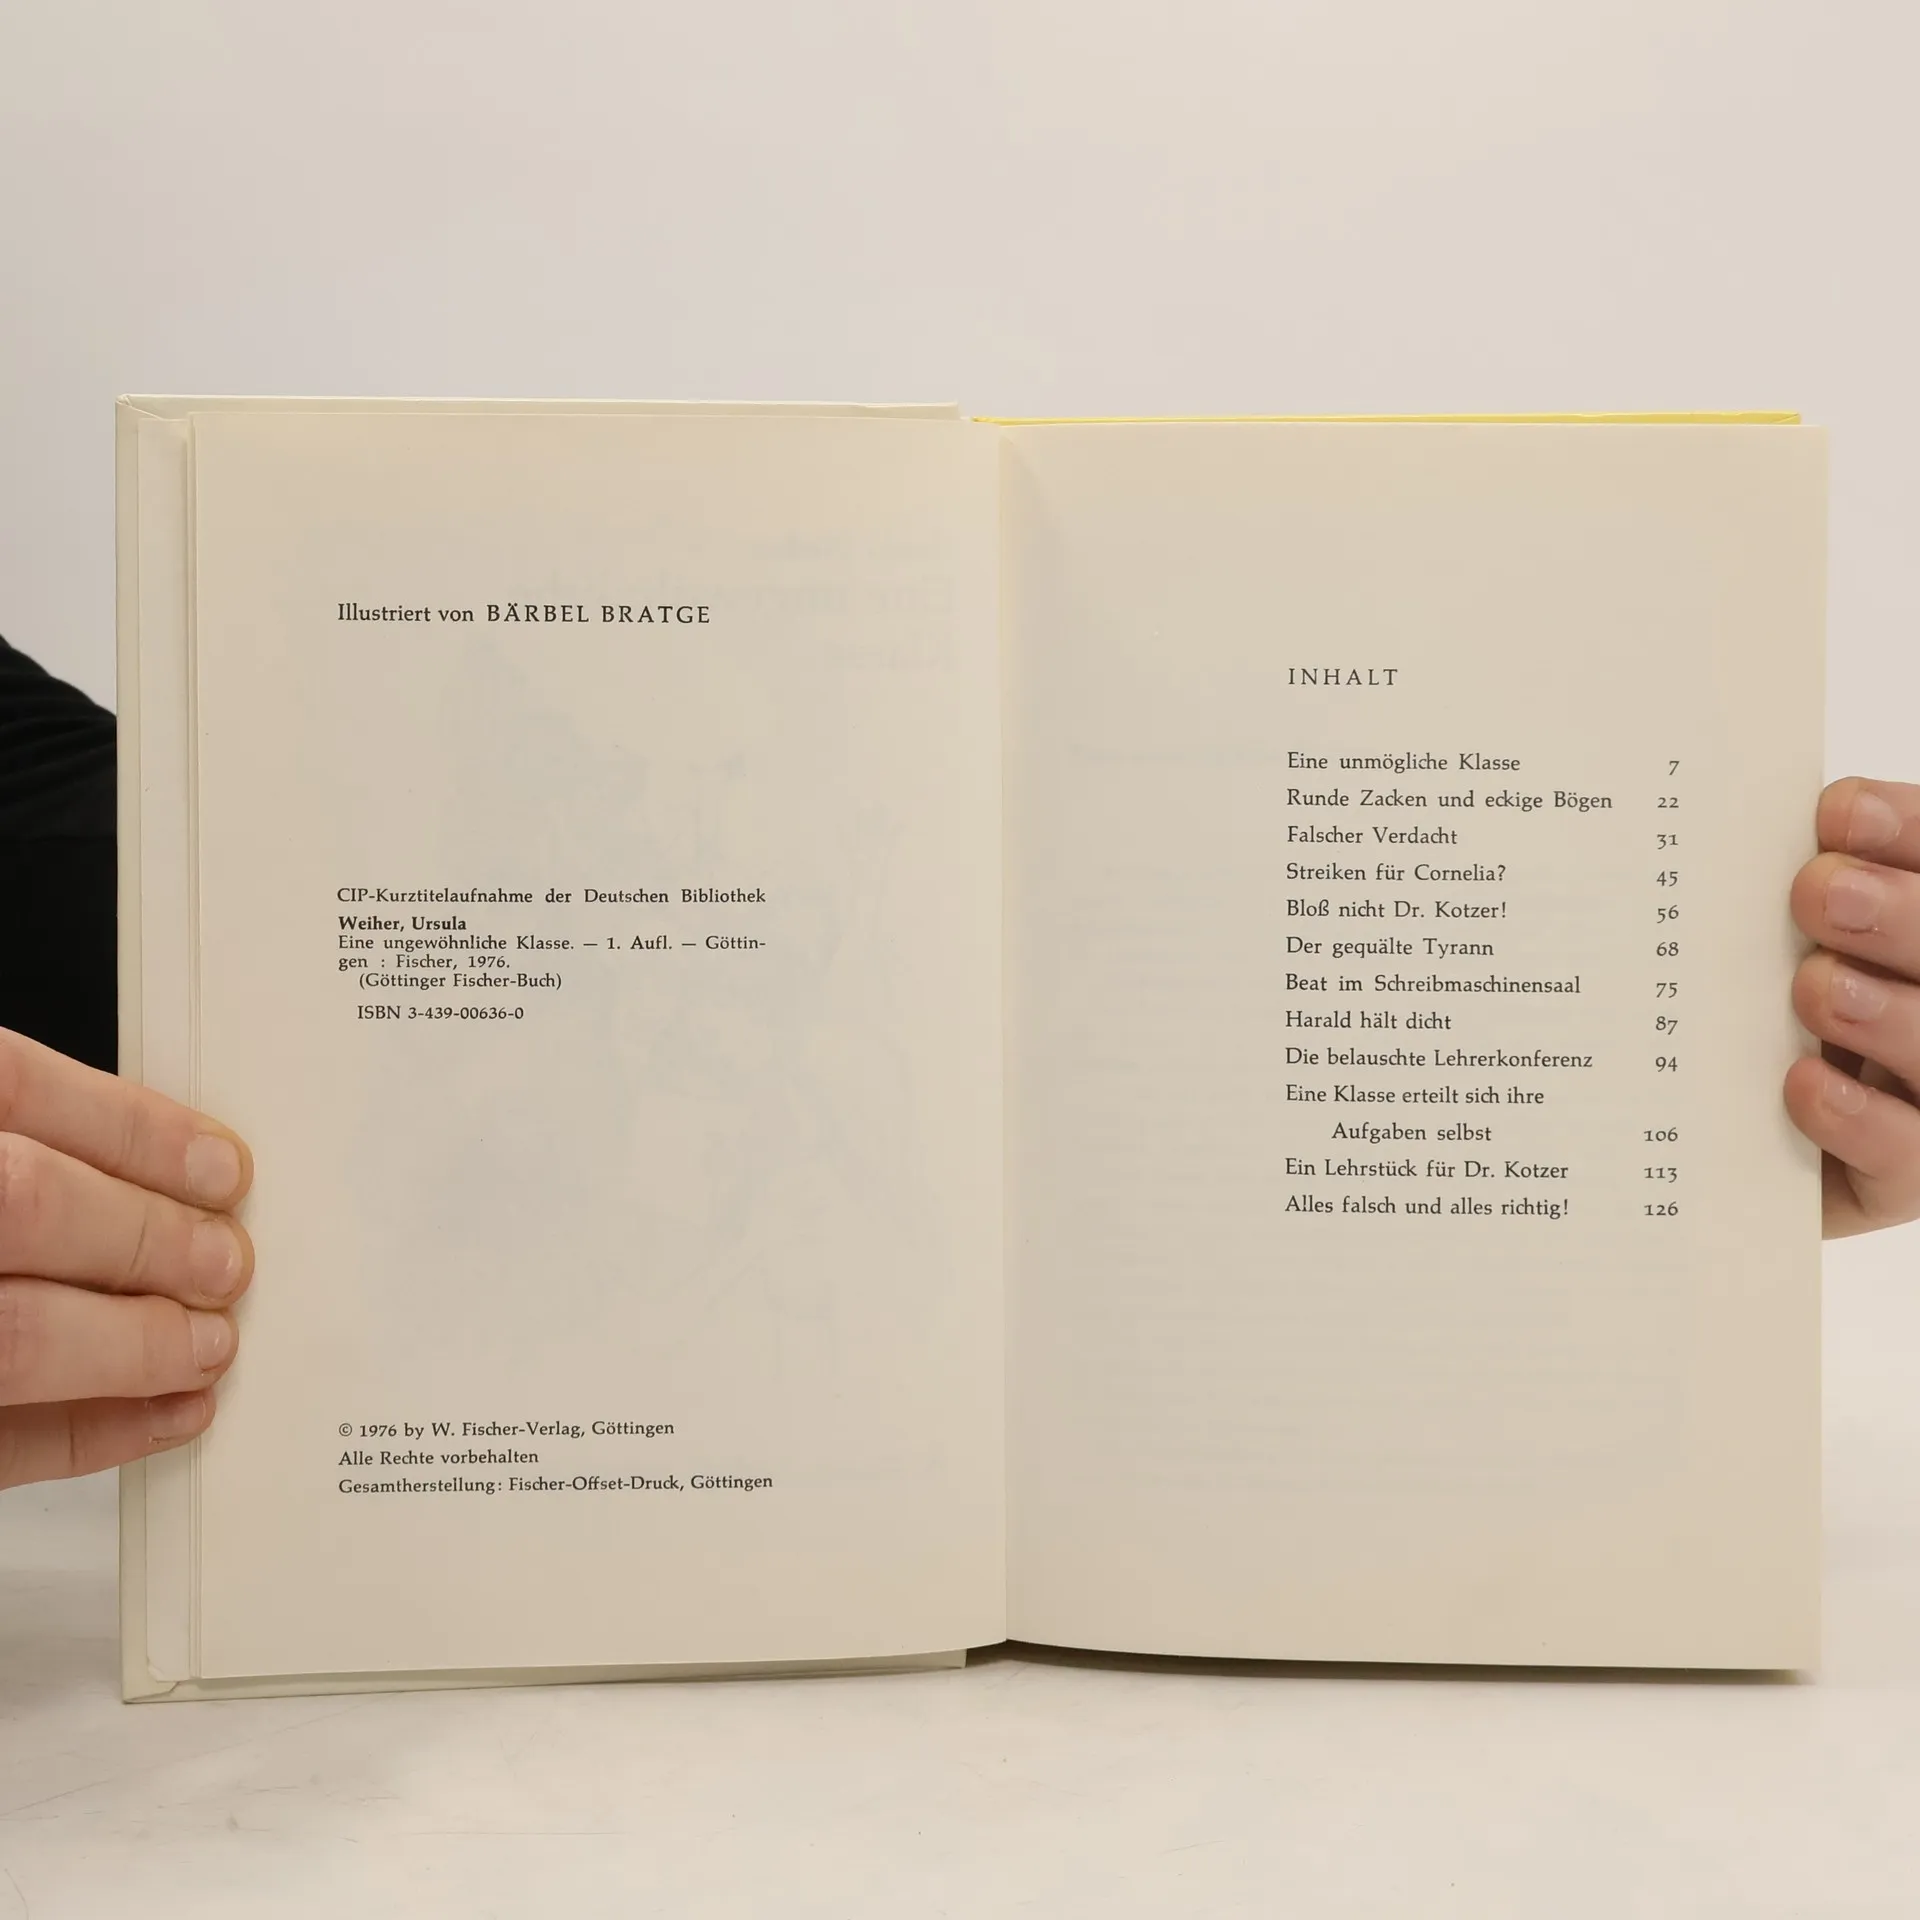 Illustriert von BÄRBEL BRATGE
CIP-Kurztitelaufnahme der Deutschen Bibliothek
Weiher, Ursula
Eine ungewöhnliche Klasse. — 1. Aufl. — Göttin-
gen : Fischer, 1976.
(Göttinger Fischer-Buch)
ISBN 3-439-00636-0
© 1976 by W. Fischer-Verlag, Göttingen
Alle Rechte vorbehalten
Gesamtherstellung: Fischer-Offset-Druck, Göttingen
INHALT
Eine unmögliche Klasse 7
Runde Zacken und eckige Bögen 22
Falscher Verdacht 31
Streiken für Cornelia? 45
Bloß nicht Dr. Kotzer! 56
Der gequälte Tyrann 68
Beat im Schreibmaschinensaal 75
Harald hält dicht 87
Die belauschte Lehrerkonferenz 94
Eine Klasse erteilt sich ihre
Aufgaben selbst 106
Ein Lehrstück für Dr. Kotzer 113
Alles falsch und alles richtig! 126